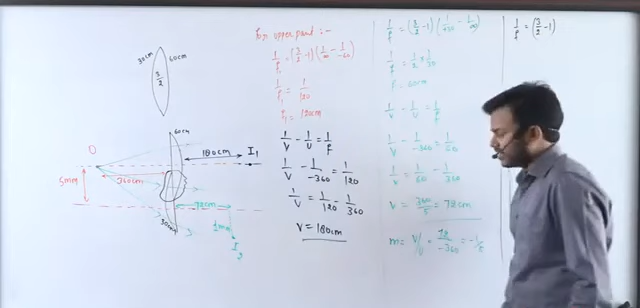 30cm
60cm
3/2
60cm
O
180cm
I₁
5mm
360cm
72cm
1mm
I₂
30cm
For upper part :-
1/f₁ = (3/2 - 1)(1/∞ - 1/-60)
1/f₁ = 1/120
f₁ = 120cm
1/V - 1/U = 1/f
1/V - 1/-360 = 1/120
1/V = 1/120 - 1/360
V = 180cm
1/f = (3/2 - 1)(1/30 - 1/∞)
1/f = 1/2 × 1/30
f = 60cm
1/V - 1/U = 1/f
1/V - 1/-360 = 1/60
1/V = 1/60 - 1/360
V = 360/5 = 72cm
m = V/U = 72/-360 = -1/5
1/f = (3/2 - 1)